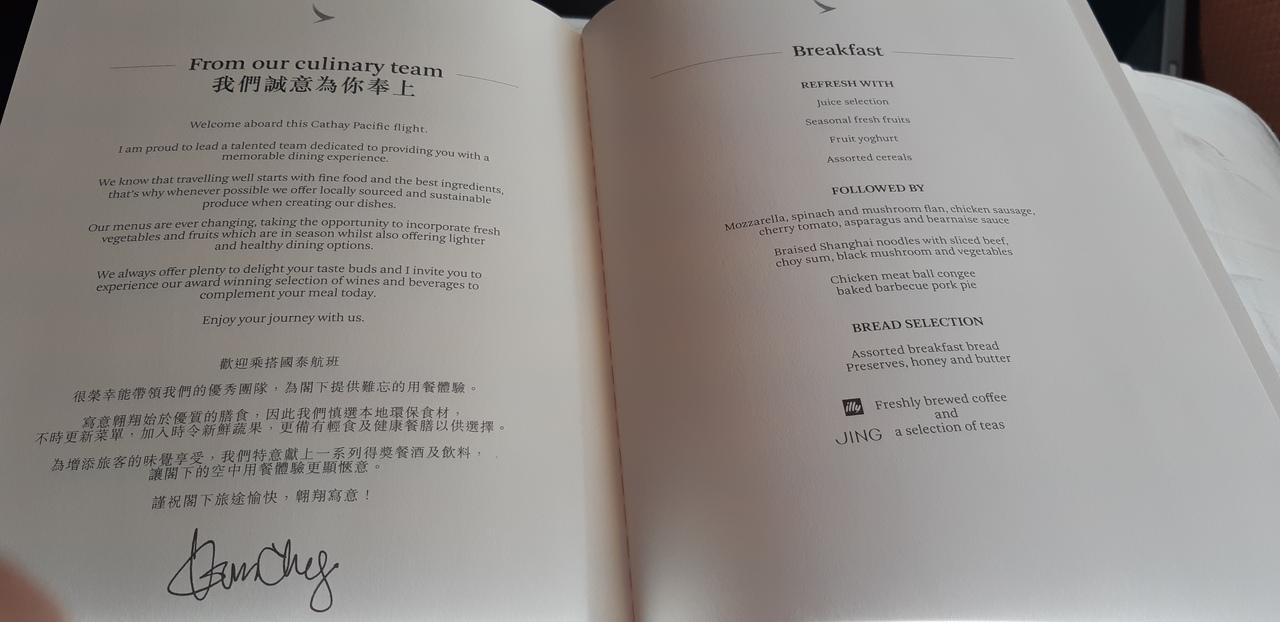 From our culinary team
我們誠意為你奉上
Welcome aboard this Cathay Pacific flight.
I am proud to lead a talented team dedicated to providing you with a
memorable dining experience.
We know that travelling well starts with fine food and the best ingredients,
that's why whenever possible we offer locally sourced and sustainable
produce when creating our dishes.
Our menus are ever changing, taking the opportunity to incorporate fresh
vegetables and fruits which are in season whilst also offering lighter
and healthy dining options.
We always offer plenty to delight your taste buds and I invite you to
experience our award winning selection of wines and beverages to
complement your meal today.
Enjoy your journey with us.
歡迎乘搭國泰航班
很榮幸能帶領我們的優秀團隊，為閣下提供難忘的用餐體驗。
寫意翱翔始於優質的膳食，因此我們慎選本地環保食材，
不時更新菜單，加入時令新鮮蔬果，更備有輕食及健康餐膳以供選擇。
為增添旅客的味覺享受，我們特意獻上一系列得獎餐酒及飲料，
讓閣下的空中用餐體驗更顯愜意。
謹祝閣下旅途愉快，翱翔寫意！
Breakfast
REFRESH WITH
Juice selection
Seasonal fresh fruits
Fruit yoghurt
Assorted cereals
FOLLOWED BY
Mozzarella, spinach and mushroom flan, chicken sausage,
cherry tomato, asparagus and bearnaise sauce
Braised Shanghai noodles with sliced beef,
choy sum, black mushroom and vegetables
Chicken meat ball congee
baked barbecue pork pie
BREAD SELECTION
Assorted breakfast bread
Preserves, honey and butter
illy Freshly brewed coffee
and
JING a selection of teas